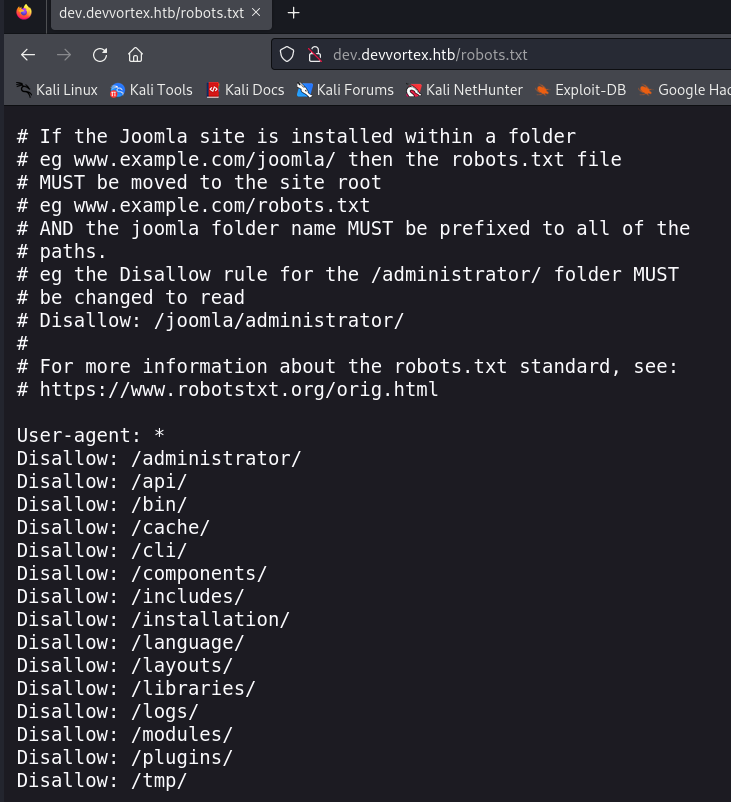 dev.devvortex.htb/robots.txt
dev.devvortex.htb/robots.txt
Kali Linux Kali Tools Kali Docs Kali Forums Kali NetHunter Exploit-DB Google Hac
# If the Joomla site is installed within a folder
# eg www.example.com/joomla/ then the robots.txt file
# MUST be moved to the site root
# eg www.example.com/robots.txt
# AND the joomla folder name MUST be prefixed to all of the
# paths.
# eg the Disallow rule for the /administrator/ folder MUST
# be changed to read
# Disallow: /joomla/administrator/
#
# For more information about the robots.txt standard, see:
# https://www.robotstxt.org/orig.html
User-agent: *
Disallow: /administrator/
Disallow: /api/
Disallow: /bin/
Disallow: /cache/
Disallow: /cli/
Disallow: /components/
Disallow: /includes/
Disallow: /installation/
Disallow: /language/
Disallow: /layouts/
Disallow: /libraries/
Disallow: /logs/
Disallow: /modules/
Disallow: /plugins/
Disallow: /tmp/